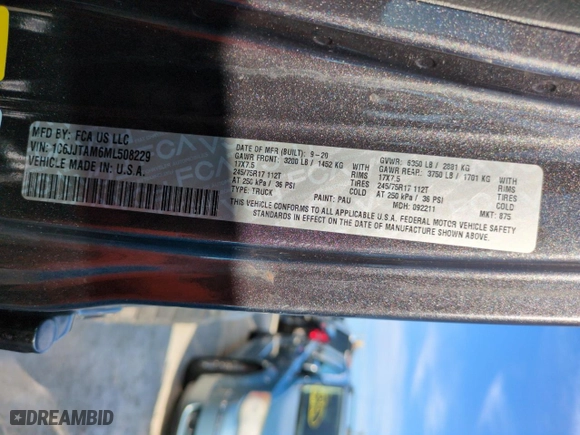 MFD BY: FCA US LLC
VIN: 1C6JJTAM6ML508229
VEHICLE MADE IN U.S.A.
DATE OF MFR (BUILT): 9-20 GVWR: 6350 LB / 2881 KG
GAWR FRONT: 3200 LB / 1452 KG WITH GAWR REAR: 3750 LB / 1701 KG WITH
17X7.5 RIMS 17X7.5 RIMS
245/75R17 112T TIRES 245/75R17 112T TIRES
AT 250 kPa / 36 PSI COLD AT 250 kPa / 36 PSI COLD
TYPE: TRUCK PAINT: PAU MDH: 092211 MKT: 875
THIS VEHICLE CONFORMS TO ALL APPLICABLE U.S.A. FEDERAL MOTOR VEHICLE SAFETY
STANDARDS IN EFFECT ON THE DATE OF MANUFACTURE SHOWN ABOVE.
DREAMBID